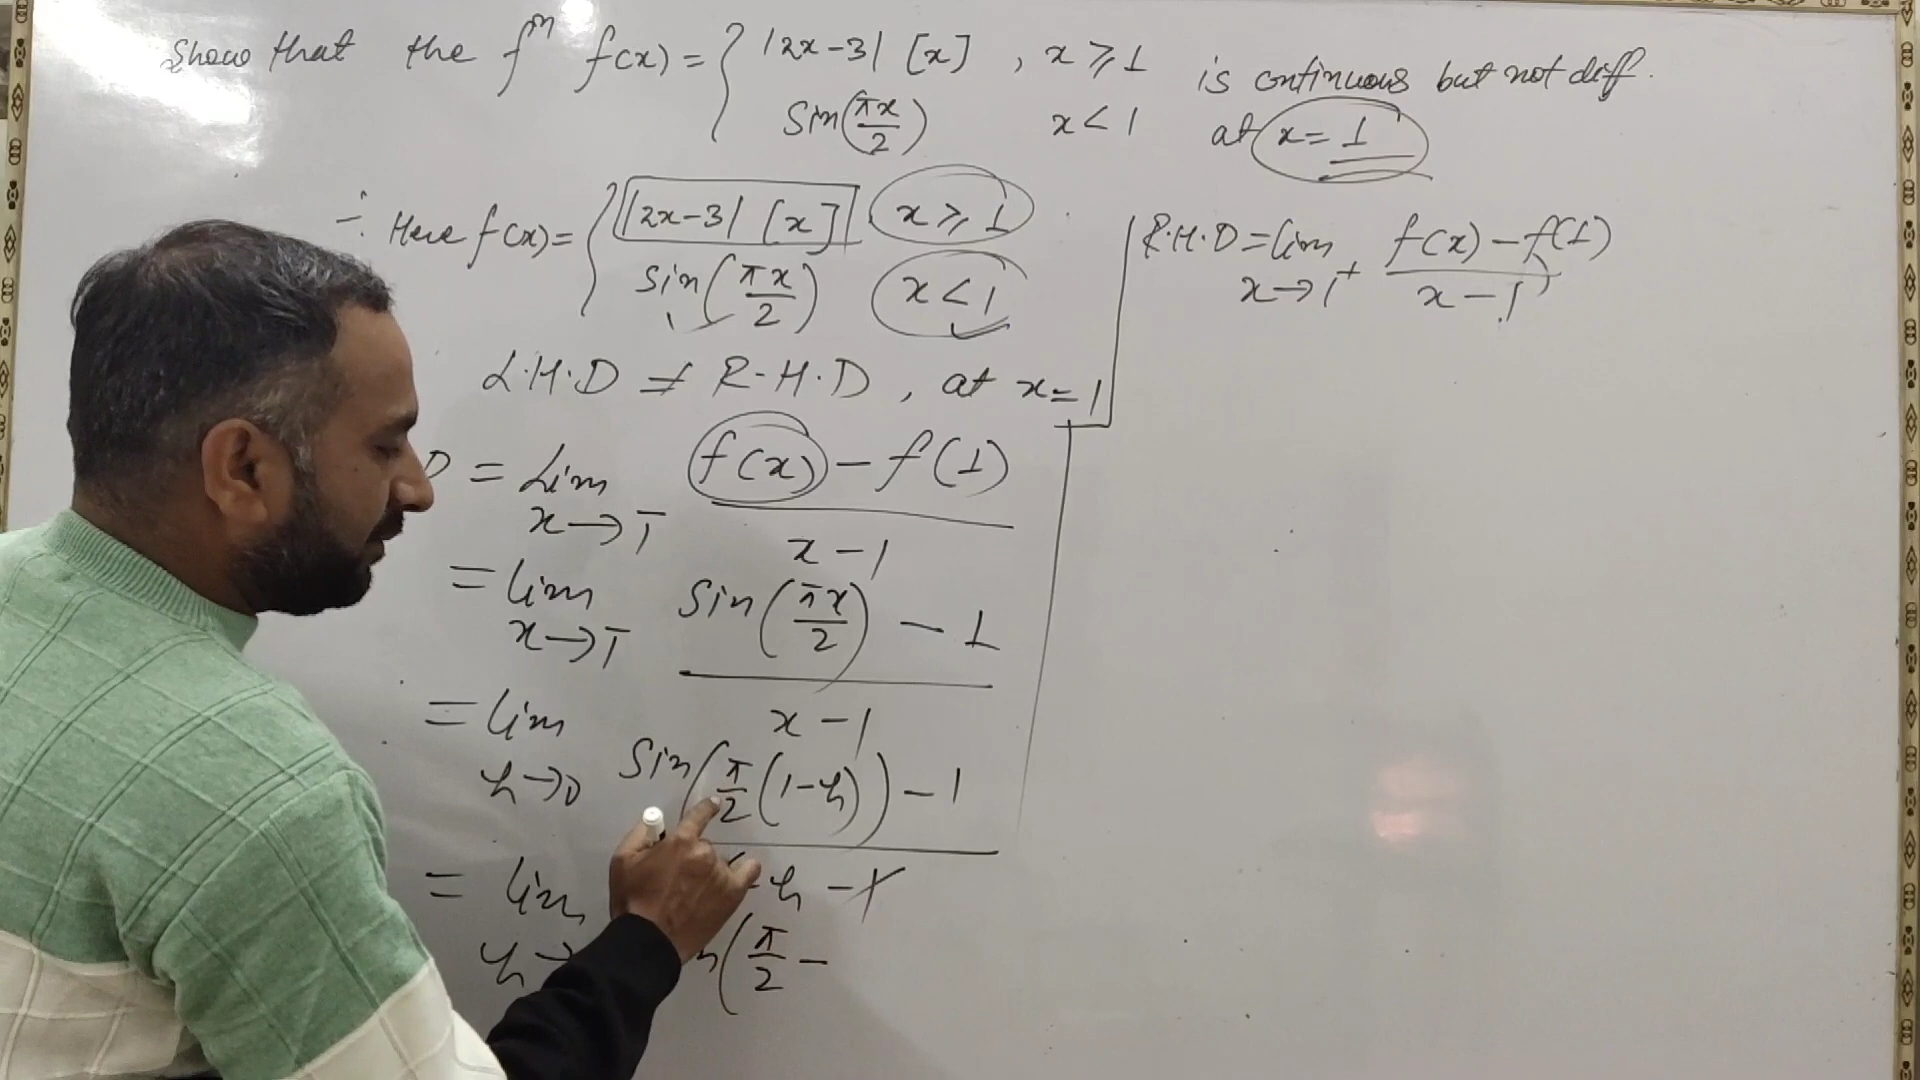 Show that the fⁿ f(x) = { |2x-3| [x] , x ≥ 1 is continuous but not diff.
Sin(πx/2) x < 1 at x = 1
∴ Here f(x) = { |2x-3| [x] x ≥ 1
sin(πx/2) x < 1
L.H.D ≠ R.H.D , at x = 1
D = Lim x→1⁻ f(x) - f(1) / x - 1
= lim x→1⁻ Sin(πx/2) - 1 / x - 1
= lim h→0 Sin(π/2(1-h)) - 1 / - h - 1
= lim h→ n(π/2 -
R.H.D = lim x→1⁺ f(x) - f(1) / x - 1